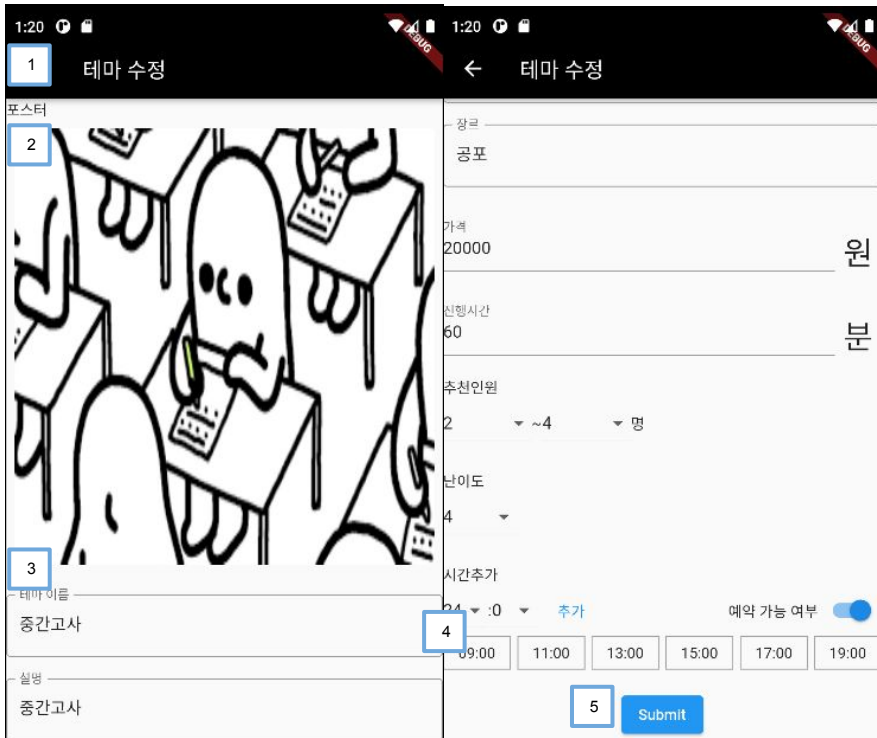 1:20
DEBUG
1
테마 수정
포스터
2
3
테마 이름
중간고사
설명
중간고사
1:20
DEBUG
테마 수정
장르
공포
가격
20000
원
진행시간
60
분
추천인원
2 ~4 명
난이도
4
시간추가
24 :0 추가 예약 가능 여부
4
09:00 11:00 13:00 15:00 17:00 19:00
5
Submit